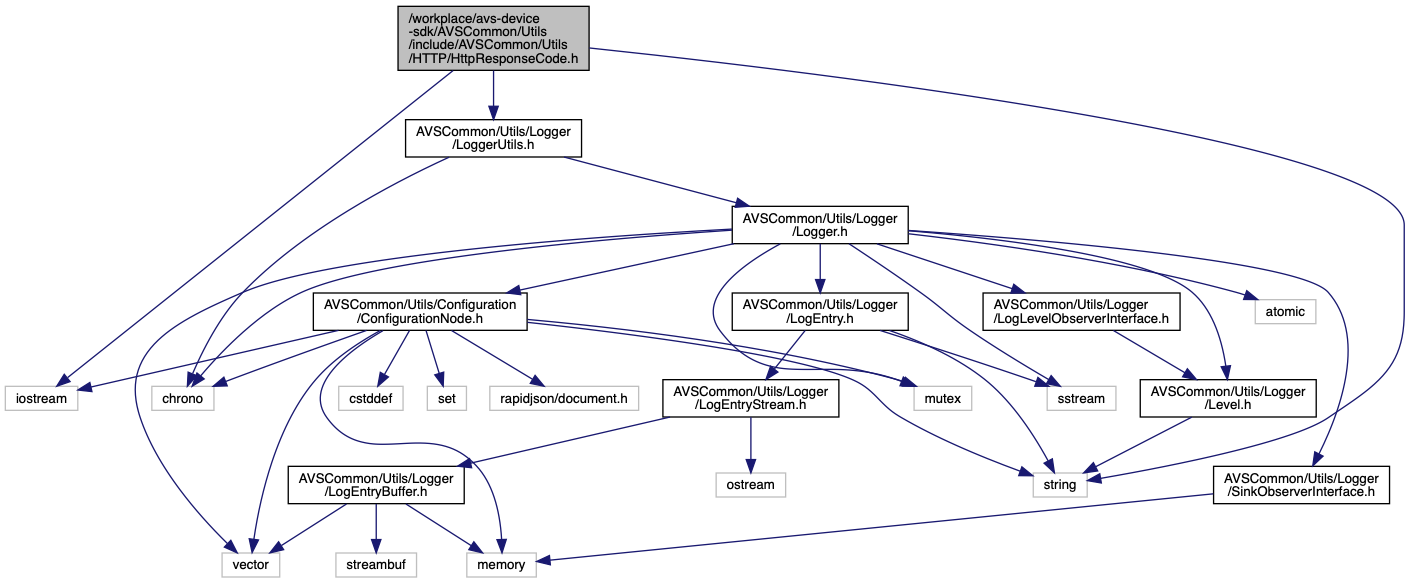 /workplace/avs-device
-sdk/AVSCommon/Utils
/include/AVSCommon/Utils
/HTTP/HttpResponseCode.h
AVSCommon/Utils/Logger
/LoggerUtils.h
AVSCommon/Utils/Logger
/Logger.h
AVSCommon/Utils/Configuration
/ConfigurationNode.h
AVSCommon/Utils/Logger
/LogEntry.h
AVSCommon/Utils/Logger
/LogLevelObserverInterface.h
atomic
iostream
chrono
cstddef
set
rapidjson/document.h
AVSCommon/Utils/Logger
/LogEntryStream.h
mutex
sstream
AVSCommon/Utils/Logger
/Level.h
AVSCommon/Utils/Logger
/LogEntryBuffer.h
ostream
string
AVSCommon/Utils/Logger
/SinkObserverInterface.h
vector
streambuf
memory